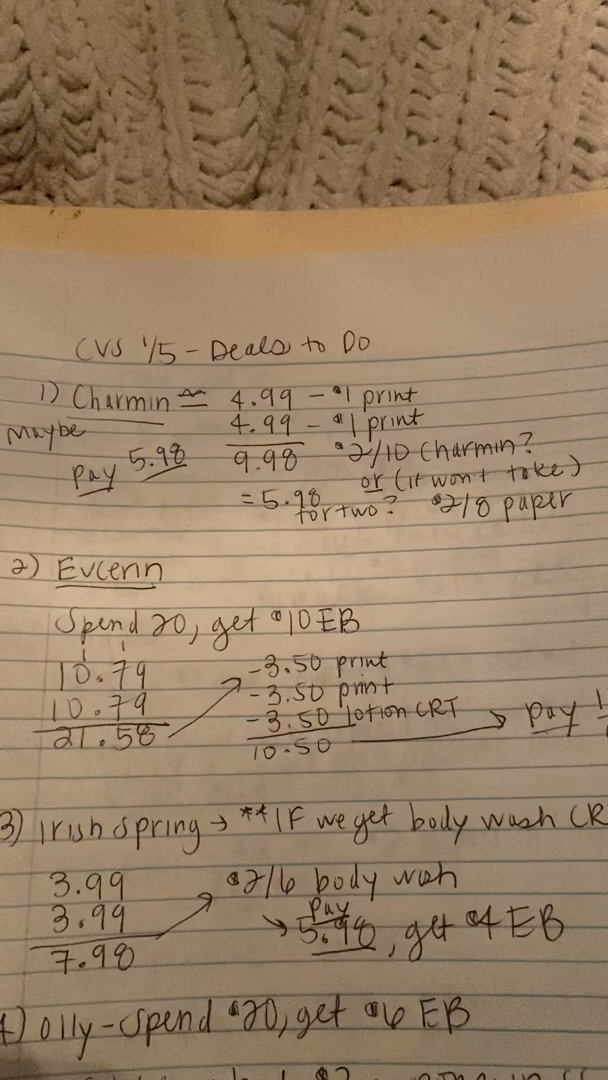 CVS 1/5 - Deals to Do
1) Charmin 4.99 - $1 print
Maybe 4.99 - $1 print
Pay 5.98 9.98 $2/10 Charmin?
or (it won't take)
= 5.98 for two? $2/8 paper
2) Eucerin
Spend 20, get $10 EB
10.79 -3.50 print
10.79 -3.50 print
21.58 -3.50 lotion CRT
10.50 → Pay
3) Irish Spring → **IF we get body wash CR
3.99 $2/6 body wash
3.99 Pay
7.98 5.98, get $4 EB
4) Olly - Spend $20, get $6 EB